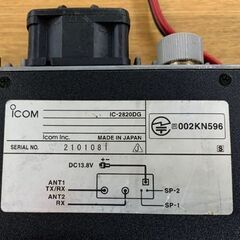 ICOM
IC-2820DG
Icom Inc.
MADE IN JAPAN
SERIAL NO.
2101081
002KN596
S
DC13.8V
ANT1
TX/RX
ANT2
RX
SP-2
SP-1